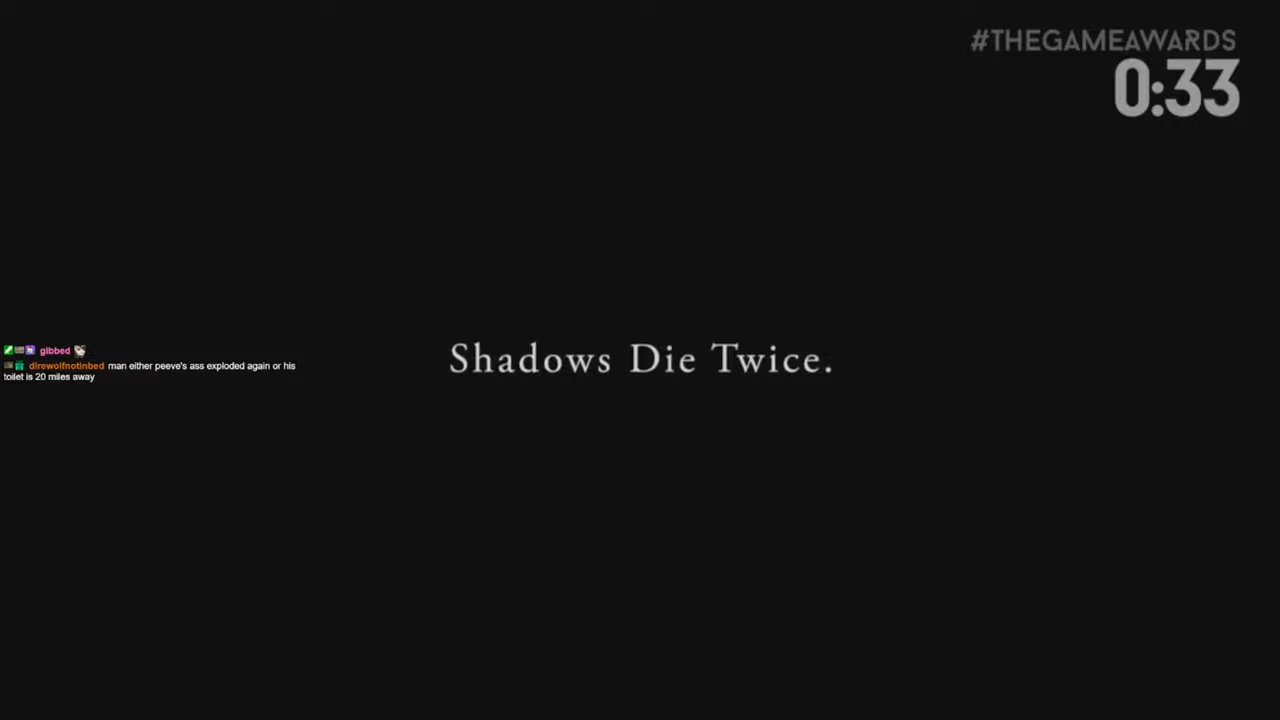 #THEGAMEAWARDS
0:33
Shadows Die Twice.
gibbed
direwolfnotinbed man either peeve's ass exploded again or his
toilet is 20 miles away